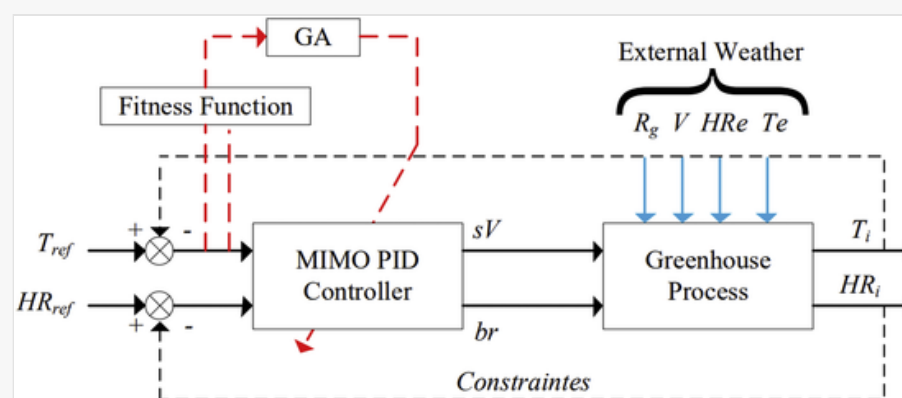 GA
External Weather
Fitness Function
Rg V HRe Te
+ -
Tref
sV
Ti
MIMO PID
Controller
Greenhouse
Process
HRref
HRi
+ -
br
Constraintes